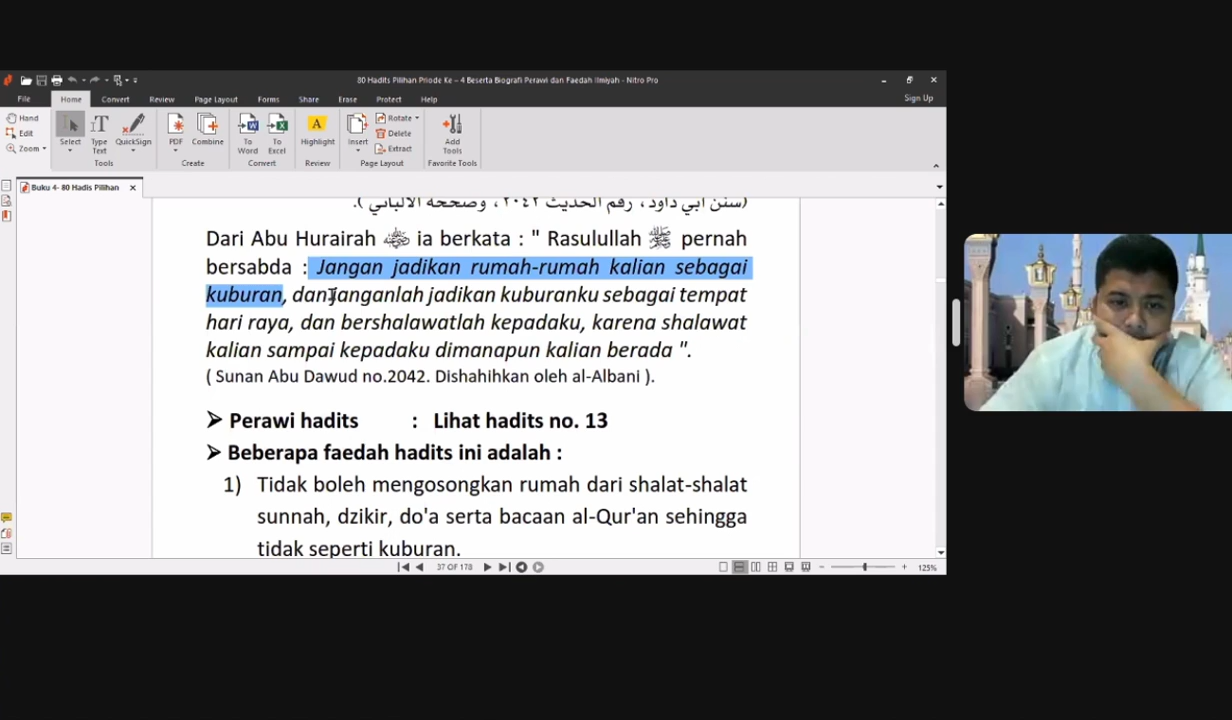 80 Hadits Pilihan Priode Ke – 4 Beserta Biografi Perawi dan Faedah Ilmiyah - Nitro Pro
File Home Convert Review Page Layout Forms Share Erase Protect Help Sign Up
Hand
Edit
Zoom
Select
Type Text
QuickSign
PDF
Combine
To Word
To Excel
Highlight
Insert
Rotate
Delete
Extract
Add Tools
Tools Create Convert Review Page Layout Favorite Tools
Buku 4- 80 Hadis Pilihan
(سنن أبي داود، رقم الحديث ٢٠٤٢، وصححه الألباني ).
Dari Abu Hurairah ia berkata : " Rasulullah ﷺ pernah
bersabda : Jangan jadikan rumah-rumah kalian sebagai
kuburan, dan janganlah jadikan kuburanku sebagai tempat
hari raya, dan bershalawatlah kepadaku, karena shalawat
kalian sampai kepadaku dimanapun kalian berada ".
( Sunan Abu Dawud no.2042. Dishahihkan oleh al-Albani ).
➢ Perawi hadits : Lihat hadits no. 13
➢ Beberapa faedah hadits ini adalah :
1) Tidak boleh mengosongkan rumah dari shalat-shalat
sunnah, dzikir, do'a serta bacaan al-Qur'an sehingga
tidak seperti kuburan.
37 OF 178
125%